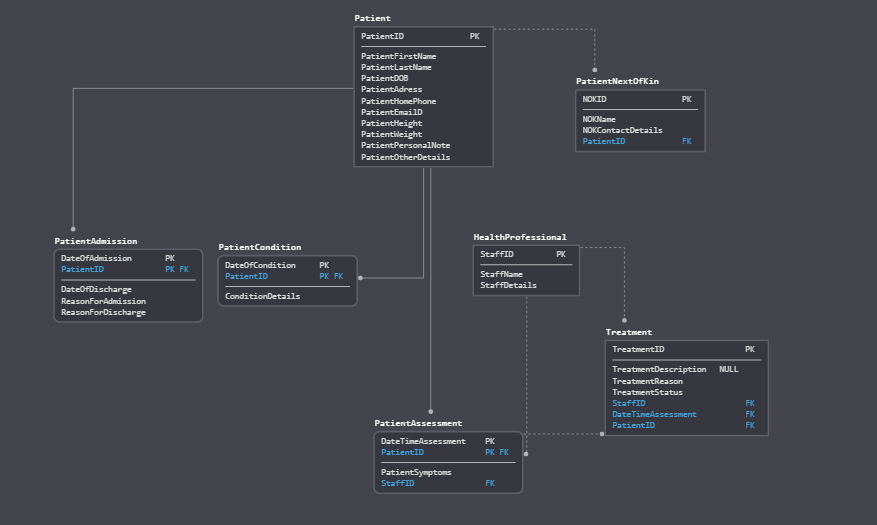 Patient
PatientID PK
PatientFirstName
PatientLastName
PatientDOB
PatientAdress
PatientHomePhone
PatientEmailD
PatientHeight
PatientWeight
PatientPersonalNote
PatientOtherDetails
PatientNextOfKin
NOKID PK
NOKName
NOKContactDetails
PatientID FK
PatientAdmission
DateOfAdmission PK
PatientID PK FK
DateOfDischarge
ReasonForAdmission
ReasonForDischarge
PatientCondition
DateOfCondition PK
PatientID PK FK
ConditionDetails
HealthProfessional
StaffID PK
StaffName
StaffDetails
Treatment
TreatmentID PK
TreatmentDescription NULL
TreatmentReason
TreatmentStatus
StaffID FK
DateTimeAssessment FK
PatientID FK
PatientAssessment
DateTimeAssessment PK
PatientID PK FK
PatientSymptoms
StaffID FK